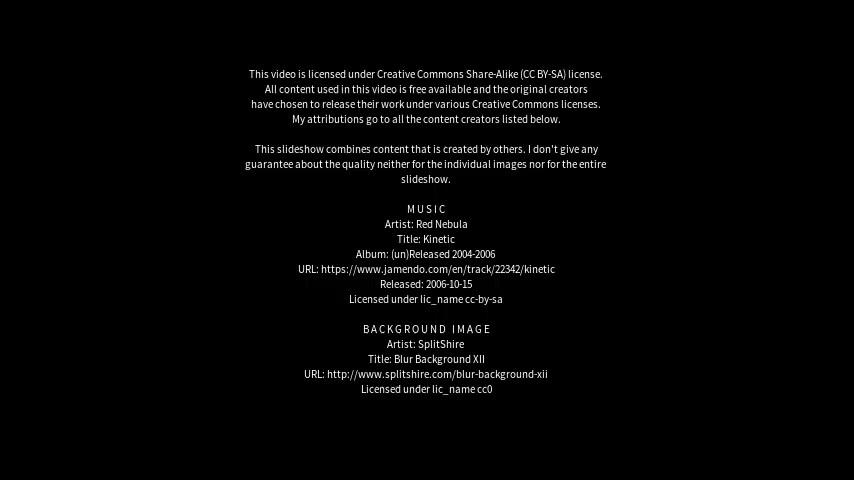 This video is licensed under Creative Commons Share-Alike (CC BY-SA) license.
All content used in this video is free available and the original creators
have chosen to release their work under various Creative Commons licenses.
My attributions go to all the content creators listed below.
This slideshow combines content that is created by others. I don't give any
guarantee about the quality neither for the individual images nor for the entire
slideshow.
MUSIC
Artist: Red Nebula
Title: Kinetic
Album: (un)Released 2004-2006
URL: https://www.jamendo.com/en/track/22342/kinetic
Released: 2006-10-15
Licensed under lic_name cc-by-sa
BACKGROUND IMAGE
Artist: SplitShire
Title: Blur Background XII
URL: http://www.splitshire.com/blur-background-xii
Licensed under lic_name cc0